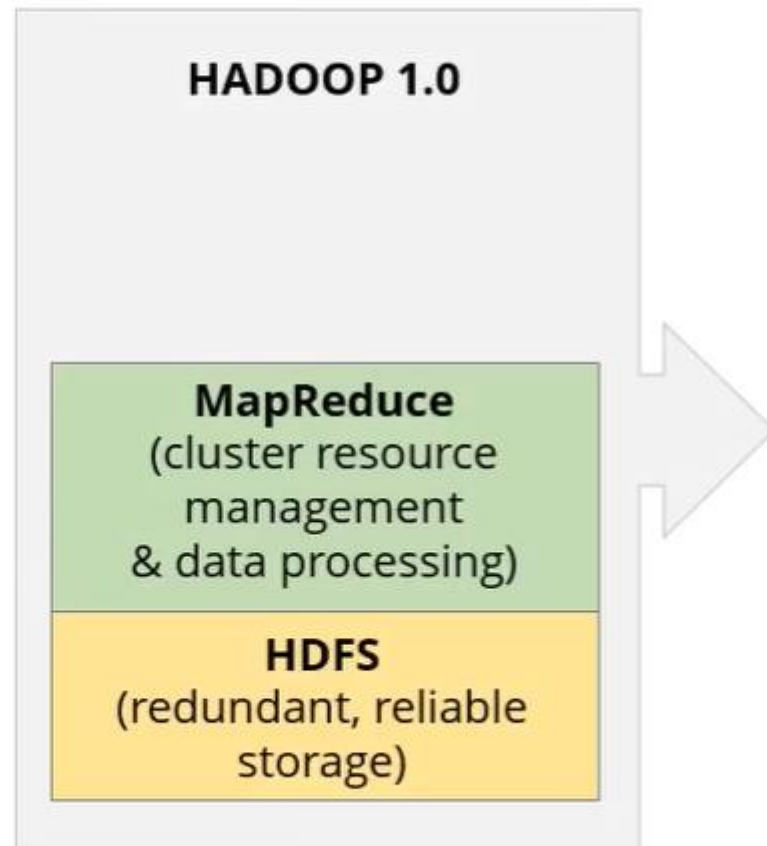 HADOOP 1.0
MapReduce
(cluster resource
management
& data processing)
HDFS
(redundant, reliable
storage)